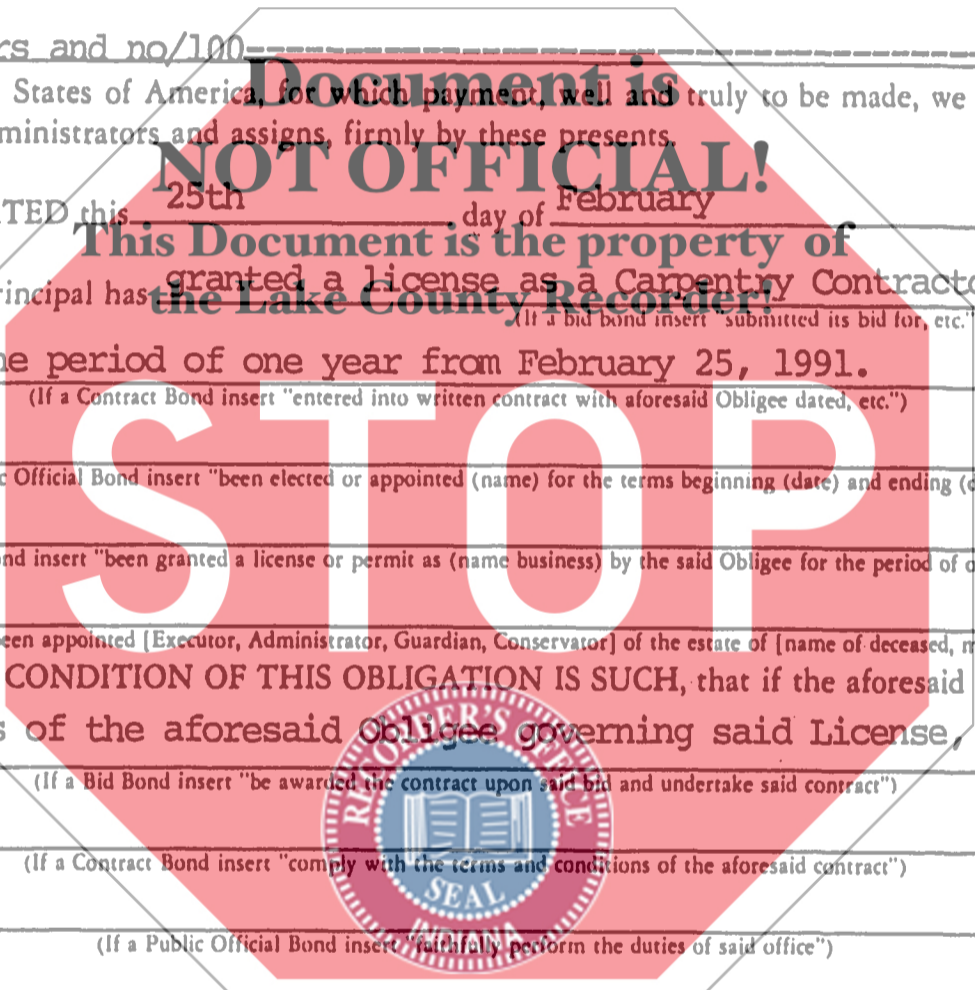 rs and no/100
States of America, for which payment, well and truly to be made, we
Document is
ministrators and assigns, firmly by these presents.
NOT OFFICIAL!
TED this 25th day of February
This Document is the property of
rincipal has granted a license as a Carpentry Contracto
the Lake County Recorder!
(If a bid bond insert "submitted its bid for, etc."
ne period of one year from February 25, 1991.
(If a Contract Bond insert "entered into written contract with aforesaid Obligee dated, etc.")
STOP
c Official Bond insert "been elected or appointed (name) for the terms beginning (date) and ending (d
ond insert "been granted a license or permit as (name business) by the said Obligee for the period of o
een appointed [Executor, Administrator, Guardian, Conservator] of the estate of [name of deceased, m
CONDITION OF THIS OBLIGATION IS SUCH, that if the aforesaid
s of the aforesaid Obligee governing said License,
RECORDER'S OFFICE
(If a Bid Bond insert "be awarded the contract upon said bid and undertake said contract")
(If a Contract Bond insert "comply with the terms and conditions of the aforesaid contract")
SEAL
INDIANA
(If a Public Official Bond insert "faithfully perform the duties of said office")